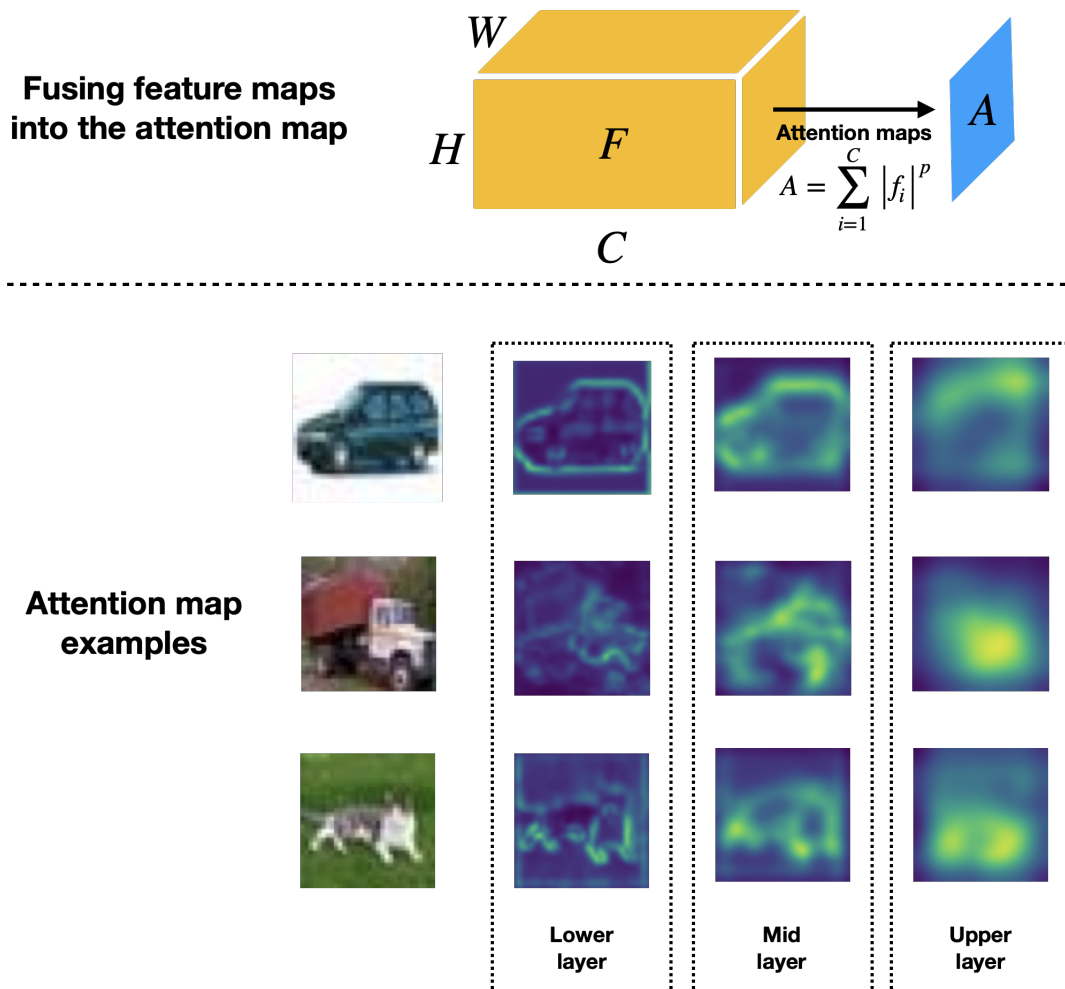 Fusing feature maps
into the attention map
W
H
F
C
Attention maps
A = \sum_{i=1}^{C} |f_i|^p
A
Attention map
examples
Lower
layer
Mid
layer
Upper
layer